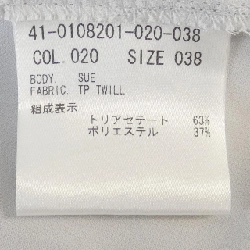 41-0108201-020-038
COL.020 SIZE 038
BODY. SUE
FABRIC. TP TWILL
組成表示
トリアセテート 63%
ポリエステル 37%